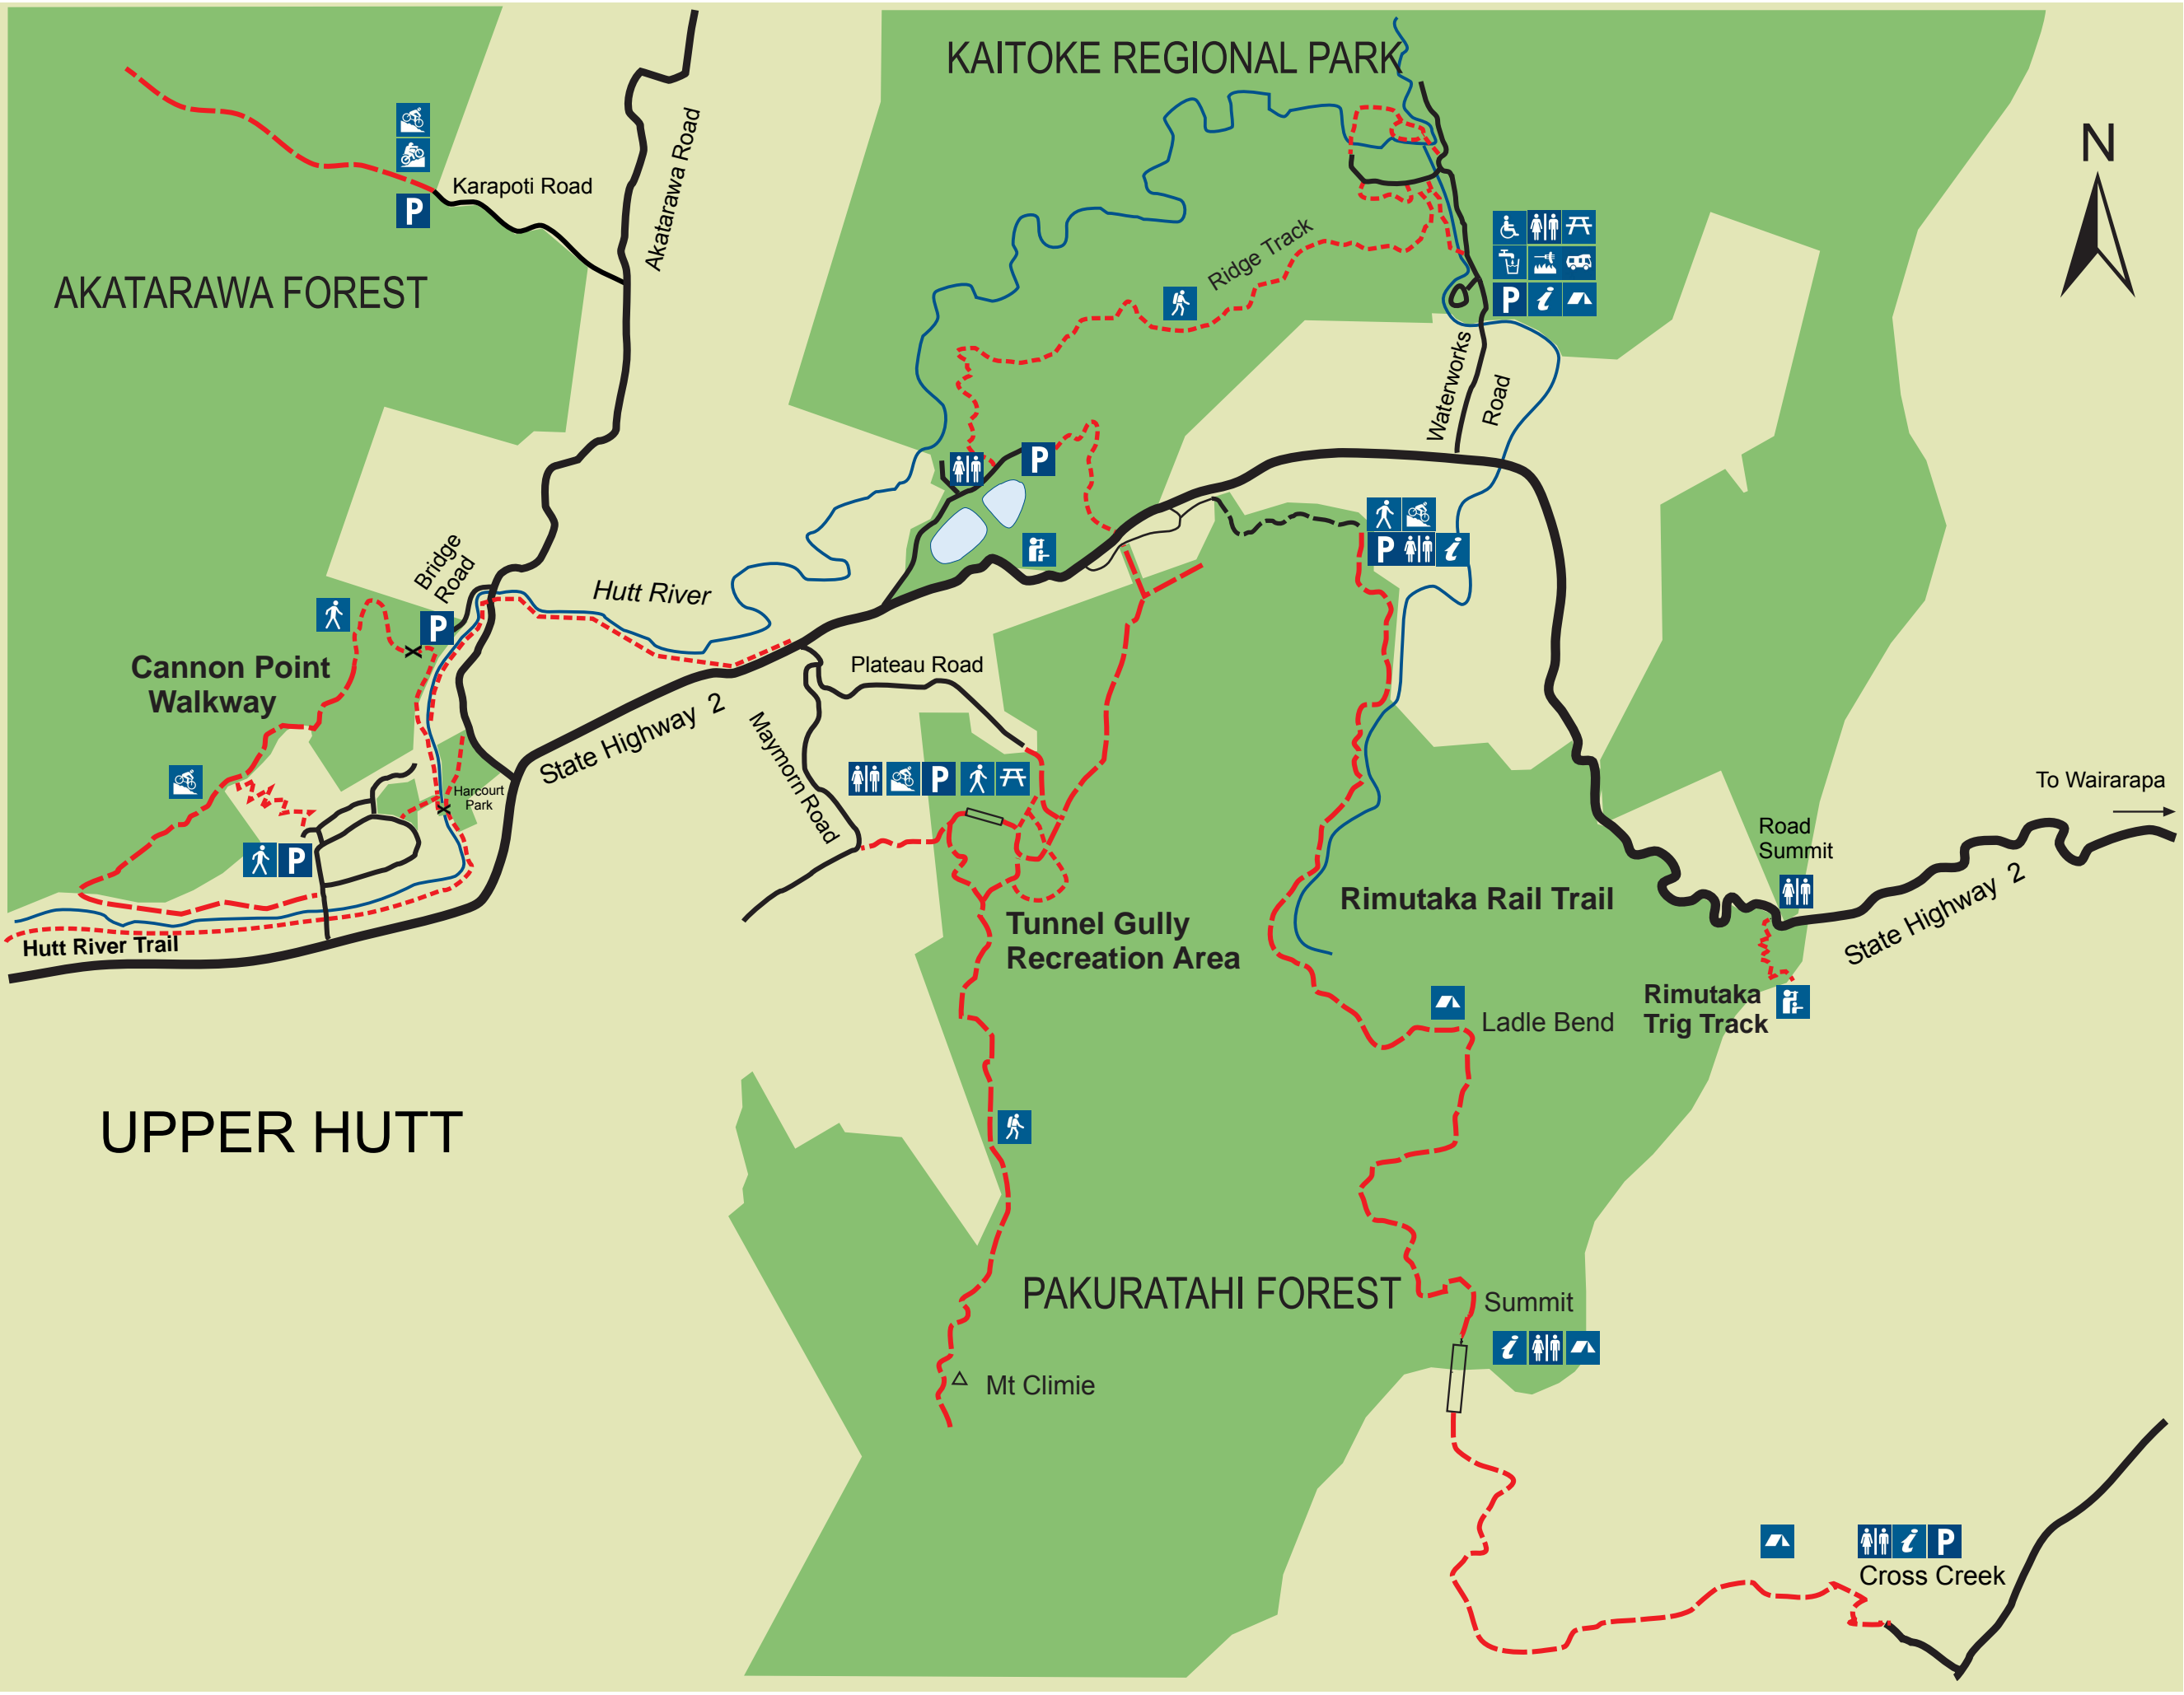 KAITOKE REGIONAL PARK
N
Karapoti Road
Akatarawa Road
P
AKATARAWA FOREST
Ridge Track
P i
Waterworks
Road
P
Bridge
Road
P i
Hutt River
P
Cannon Point
Walkway
Plateau Road
State Highway 2
Maymorn Road
P
Harcourt
Park
To Wairarapa
Road
Summit
P
Rimutaka Rail Trail
State Highway 2
Tunnel Gully
Recreation Area
Hutt River Trail
Rimutaka
Trig Track
Ladle Bend
UPPER HUTT
PAKURATAHI FOREST
Summit
i
Mt Climie
i P
Cross Creek
X
X